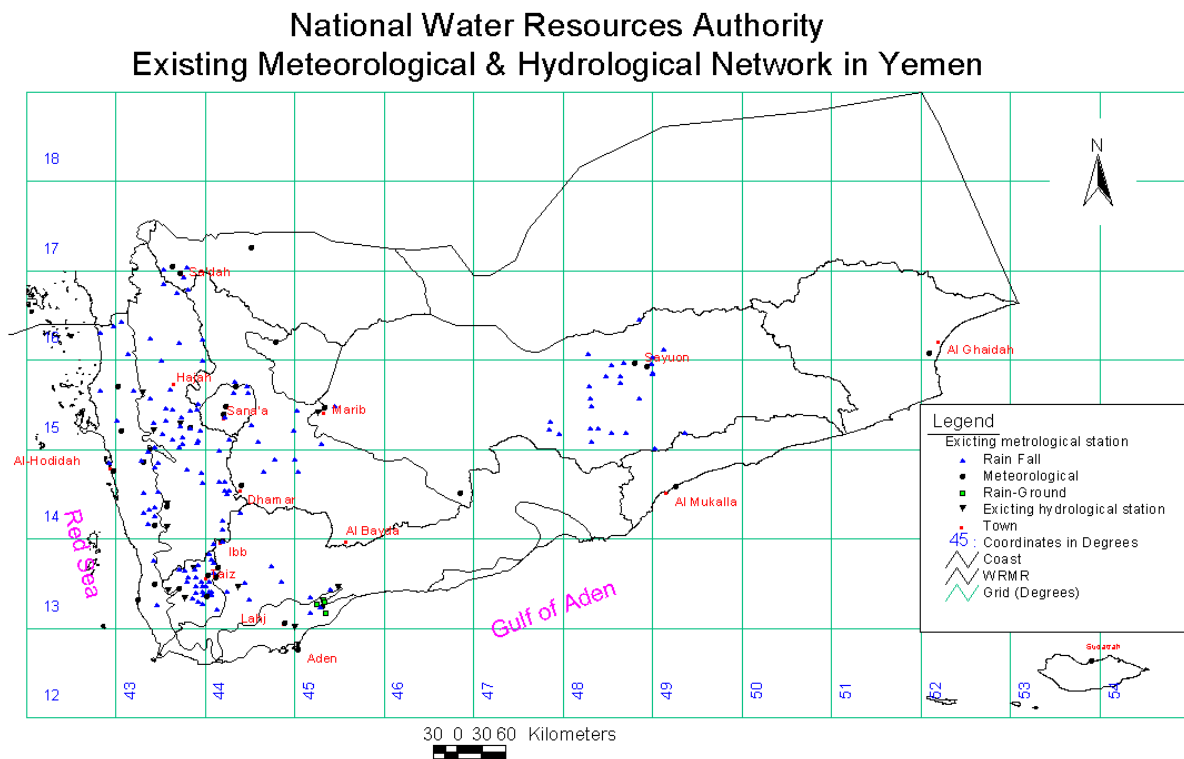 National Water Resources Authority
Existing Meteorological & Hydrological Network in Yemen
N
18
17
Sa'dah
16
Sayuon
Al Ghaidah
Hajah
Sana'a
Marib
Legend
Exicting metrological station
Rain Fall
Meteorological
Rain-Ground
Exicting hydrological station
Town
45 : Coordinates in Degrees
Coast
WRMR
Grid (Degrees)
15
Al-Hodidah
Dhamar
Al Mukalla
14
Red Sea
Al Bayda
Ibb
Taiz
13
Lahj
Gulf of Aden
Aden
12
43
44
45
46
47
48
49
50
51
52
53
54
30 0 30 60 Kilometers